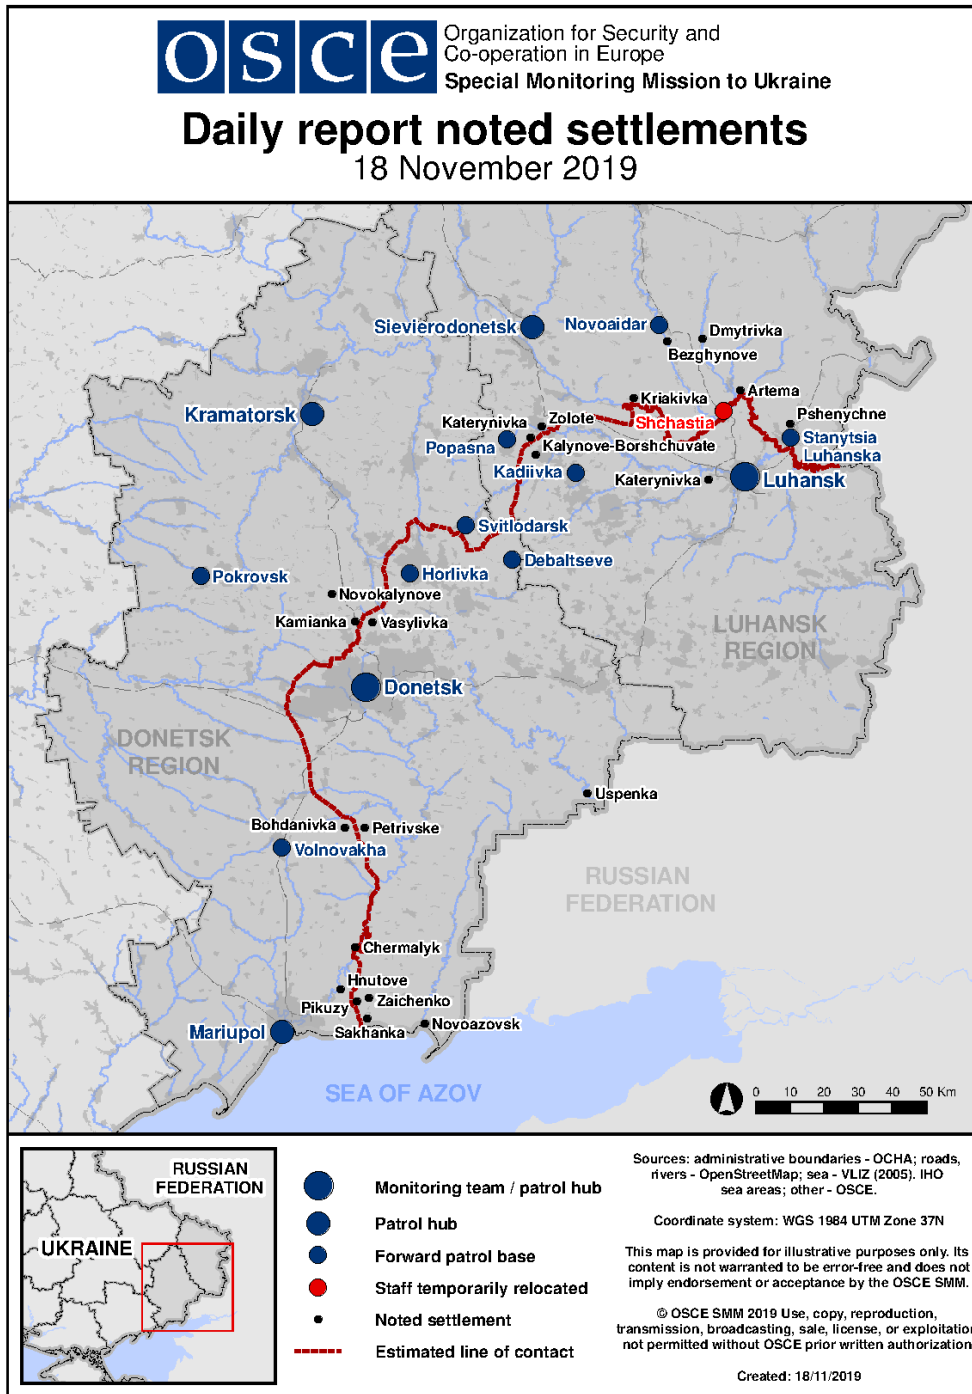 osce
Organization for Security and
Co-operation in Europe
Special Monitoring Mission to Ukraine
Daily report noted settlements
18 November 2019
Sievierodonetsk
Novoaidar
Dmytrivka
Bezghynove
Kramatorsk
Kriakivka
Artema
Shchastia
Katerynivka
Zolote
Pshenychne
Popasna
Kalynove-Borshchuvate
Stanytsia
Luhanska
Kadiivka
Katerynivka
Luhansk
Svitlodarsk
Debaltseve
Pokrovsk
Horlivka
Novokalynove
Kamianka
Vasylivka
LUHANSK
REGION
Donetsk
DONETSK
REGION
Uspenka
Bohdanivka
Petrivske
Volnovakha
RUSSIAN
FEDERATION
Chermalyk
Hnutove
Pikuzy
Zaichenko
Sakhanka
Novoazovsk
Mariupol
SEA OF AZOV
0 10 20 30 40 50 Km
RUSSIAN
FEDERATION
UKRAINE
Monitoring team / patrol hub
Patrol hub
Forward patrol base
Staff temporarily relocated
Noted settlement
Estimated line of contact
Sources: administrative boundaries - OCHA; roads,
rivers - OpenStreetMap; sea - VLIZ (2005). IHO
sea areas; other - OSCE.
Coordinate system: WGS 1984 UTM Zone 37N
This map is provided for illustrative purposes only. Its
content is not warranted to be error-free and does not
imply endorsement or acceptance by the OSCE SMM.
© OSCE SMM 2019 Use, copy, reproduction,
transmission, broadcasting, sale, license, or exploitation
not permitted without OSCE prior written authorization
Created: 18/11/2019